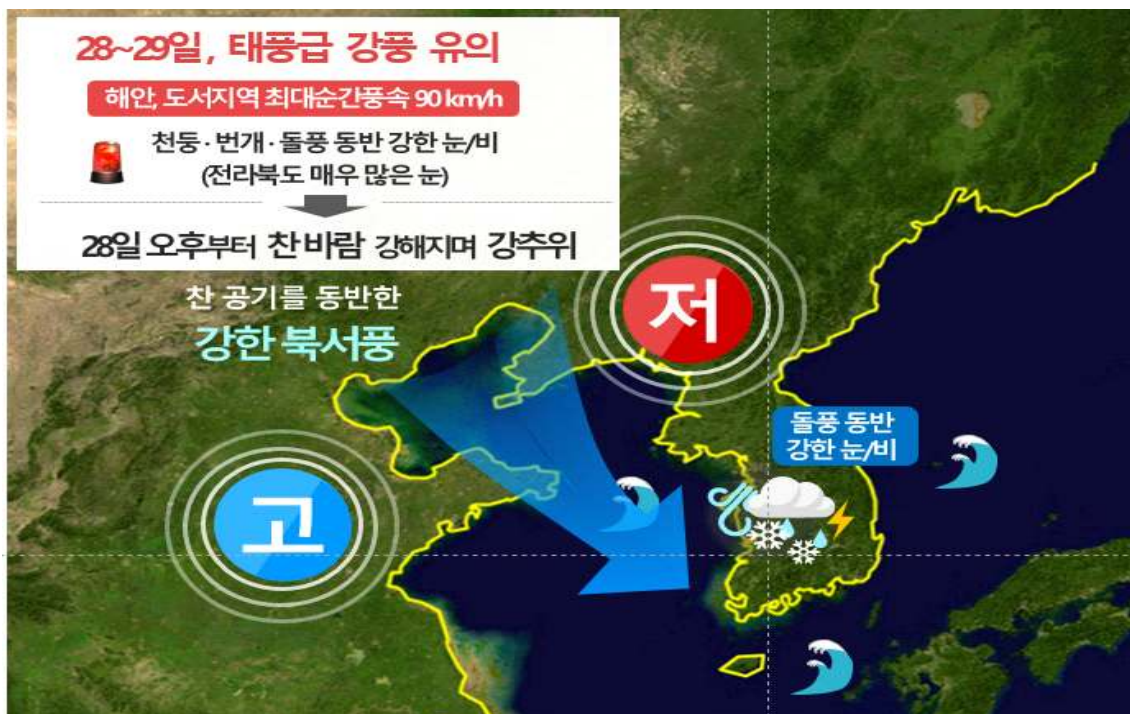 28~29일, 태풍급 강풍 유의
해안, 도서지역 최대순간풍속 90 km/h
천둥·번개·돌풍 동반 강한 눈/비
(전라북도 매우 많은 눈)
28일 오후부터 찬 바람 강해지며 강추위
찬 공기를 동반한
강한 북서풍
저
돌풍 동반
강한 눈/비
고